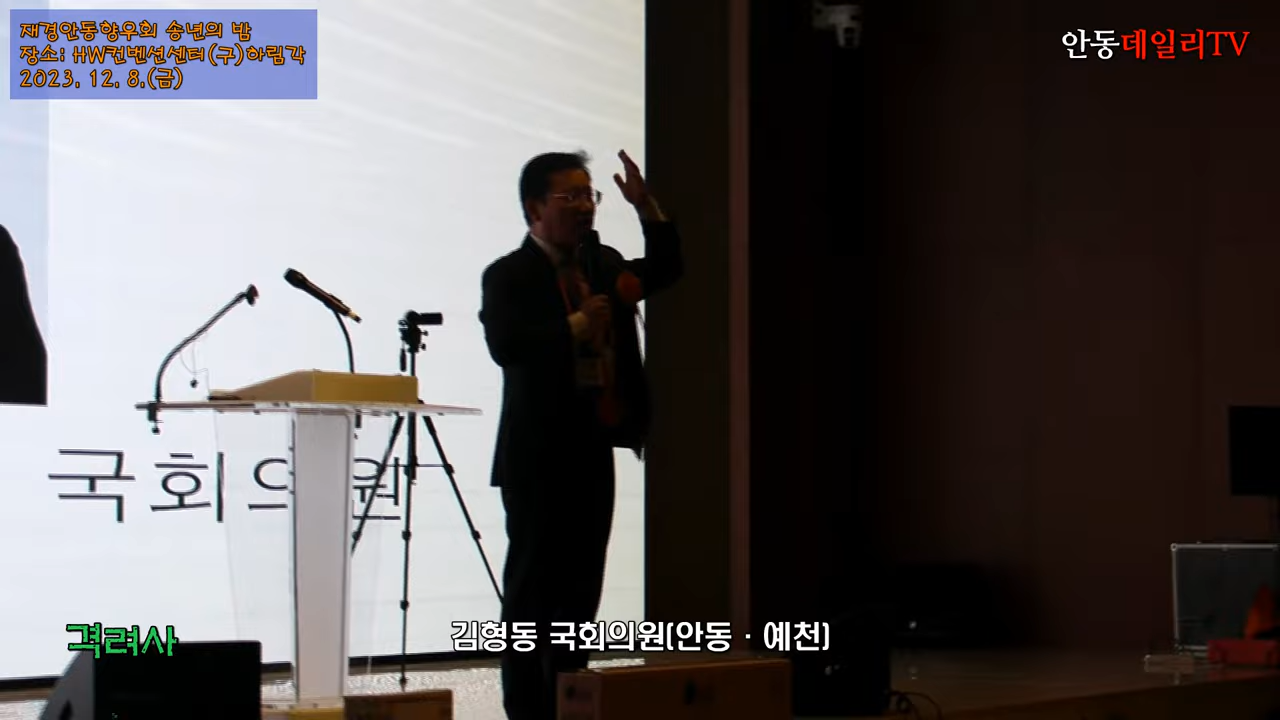 재경안동향우회 송년의 밤
장소: HW컨벤션센터(구)하림각
2023. 12. 8.(금)
안동데일리TV
국회의원
격려사
김형동 국회의원(안동 · 예천)